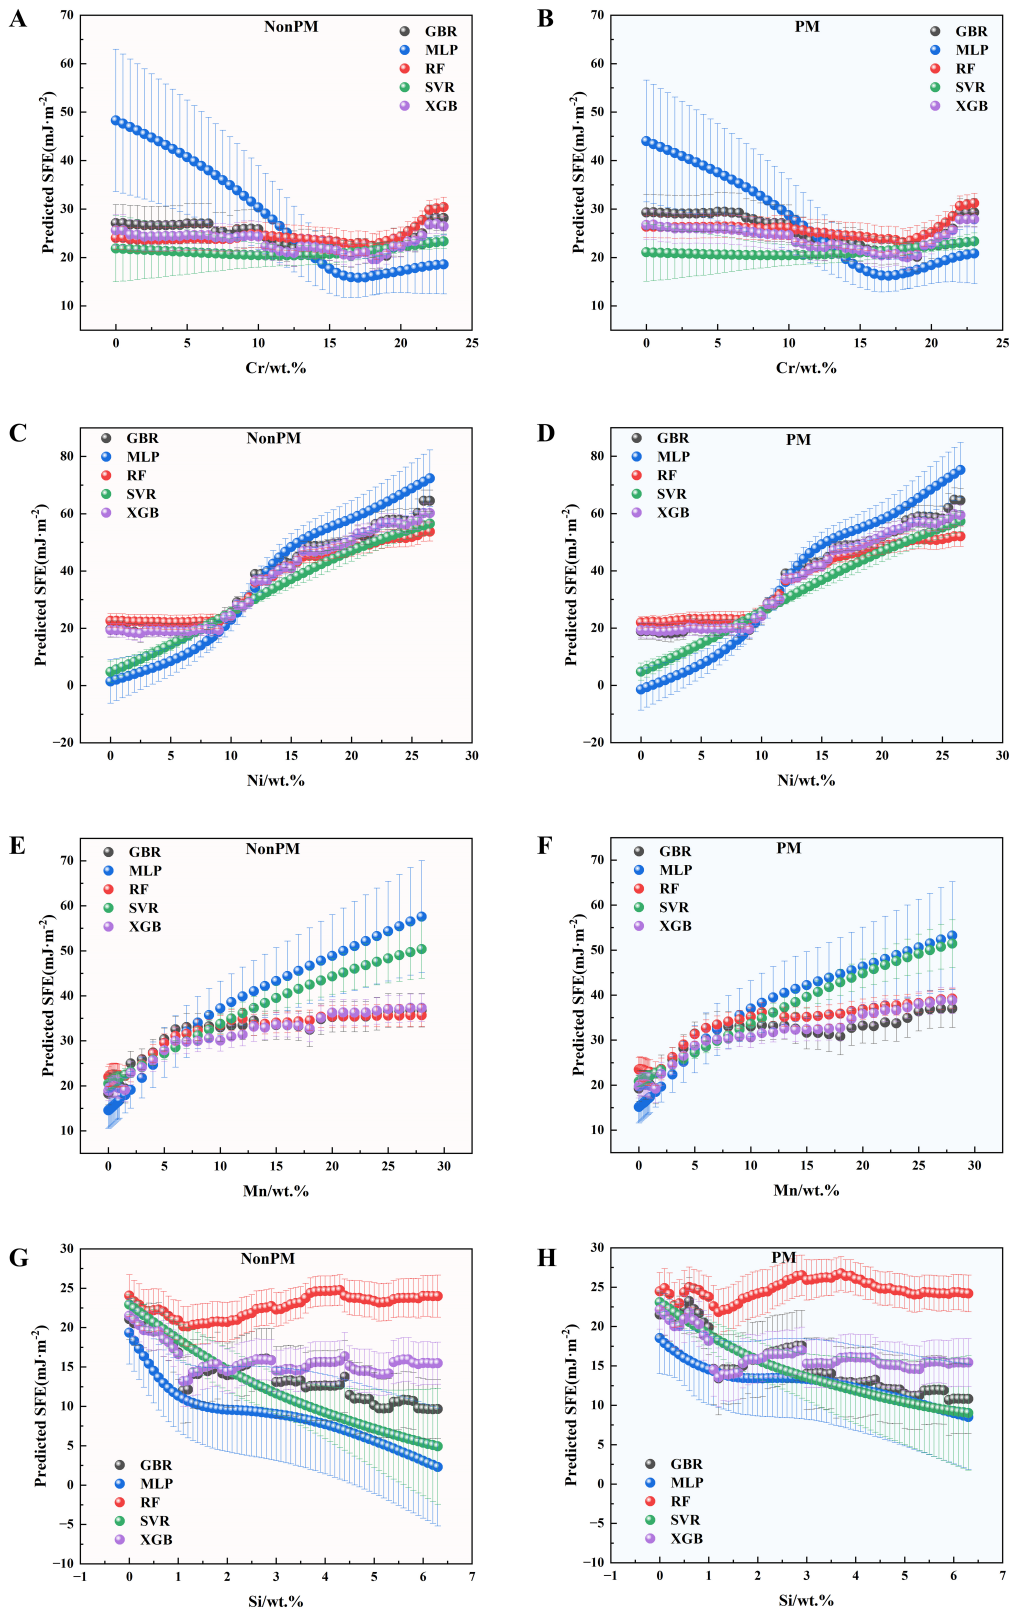 A
NonPM
GBR
MLP
RF
SVR
XGB
Predicted SFE(mJ·m⁻²)
70
60
50
40
30
20
10
0 5 10 15 20 25
Cr/wt.%
B
PM
GBR
MLP
RF
SVR
XGB
Predicted SFE(mJ·m⁻²)
70
60
50
40
30
20
10
0 5 10 15 20 25
Cr/wt.%
C
NonPM
GBR
MLP
RF
SVR
XGB
Predicted SFE(mJ·m⁻²)
80
60
40
20
0
−20
0 5 10 15 20 25 30
Ni/wt.%
D
PM
GBR
MLP
RF
SVR
XGB
Predicted SFE(mJ·m⁻²)
80
60
40
20
0
−20
0 5 10 15 20 25 30
Ni/wt.%
E
NonPM
GBR
MLP
RF
SVR
XGB
Predicted SFE(mJ·m⁻²)
70
60
50
40
30
20
10
0 5 10 15 20 25 30
Mn/wt.%
F
PM
GBR
MLP
RF
SVR
XGB
Predicted SFE(mJ·m⁻²)
70
60
50
40
30
20
10
0 5 10 15 20 25 30
Mn/wt.%
G
NonPM
GBR
MLP
RF
SVR
XGB
Predicted SFE(mJ·m⁻²)
30
25
20
15
10
5
0
−5
−10
−1 0 1 2 3 4 5 6 7
Si/wt.%
H
PM
GBR
MLP
RF
SVR
XGB
Predicted SFE(mJ·m⁻²)
30
25
20
15
10
5
0
−5
−10
−1 0 1 2 3 4 5 6 7
Si/wt.%